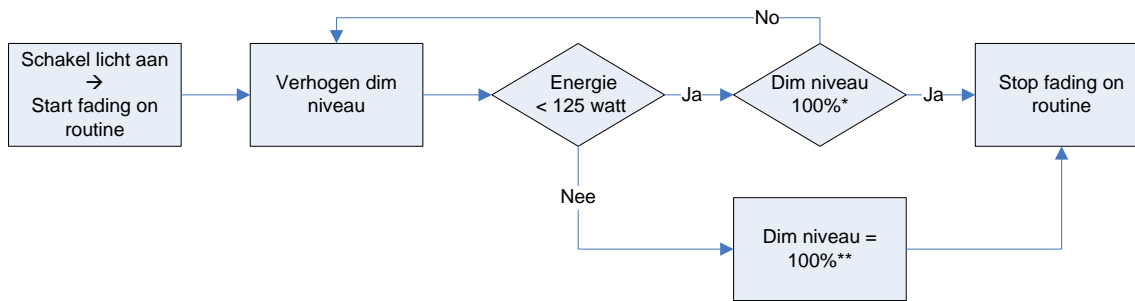 No
Schakel licht aan
→
Start fading on
routine
Verhogen dim
niveau
Energie
< 125 watt
Ja
Dim niveau
100%*
Ja
Stop fading on
routine
Nee
Dim niveau =
100%**